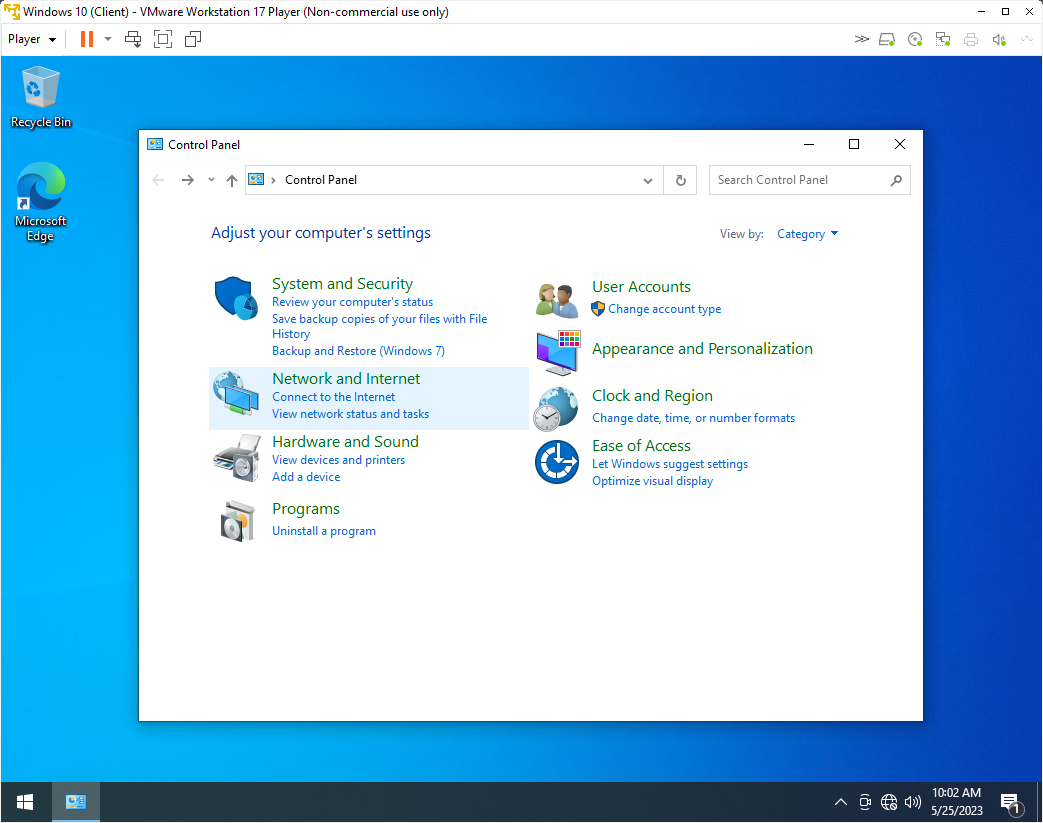 Windows 10 (Client) - VMware Workstation 17 Player (Non-commercial use only)
Player
Recycle Bin
Microsoft
Edge
Control Panel
Control Panel
Search Control Panel
Adjust your computer's settings
View by: Category
System and Security
Review your computer's status
Save backup copies of your files with File
History
Backup and Restore (Windows 7)
Network and Internet
Connect to the Internet
View network status and tasks
Hardware and Sound
View devices and printers
Add a device
Programs
Uninstall a program
User Accounts
Change account type
Appearance and Personalization
Clock and Region
Change date, time, or number formats
Ease of Access
Let Windows suggest settings
Optimize visual display
10:02 AM
5/25/2023
1